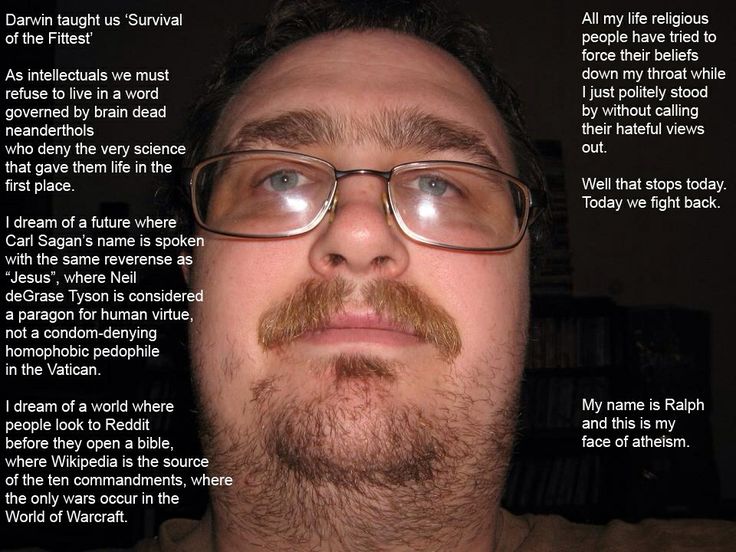 Darwin taught us ‘Survival
of the Fittest’
As intellectuals we must
refuse to live in a word
governed by brain dead
neanderthols
who deny the very science
that gave them life in the
first place.
I dream of a future where
Carl Sagan’s name is spoken
with the same reverense as
“Jesus”, where Neil
deGrase Tyson is considered
a paragon for human virtue,
not a condom-denying
homophobic pedophile
in the Vatican.
I dream of a world where
people look to Reddit
before they open a bible,
where Wikipedia is the source
of the ten commandments, where
the only wars occur in the
World of Warcraft.
All my life religious
people have tried to
force their beliefs
down my throat while
I just politely stood
by without calling
their hateful views
out.
Well that stops today.
Today we fight back.
My name is Ralph
and this is my
face of atheism.